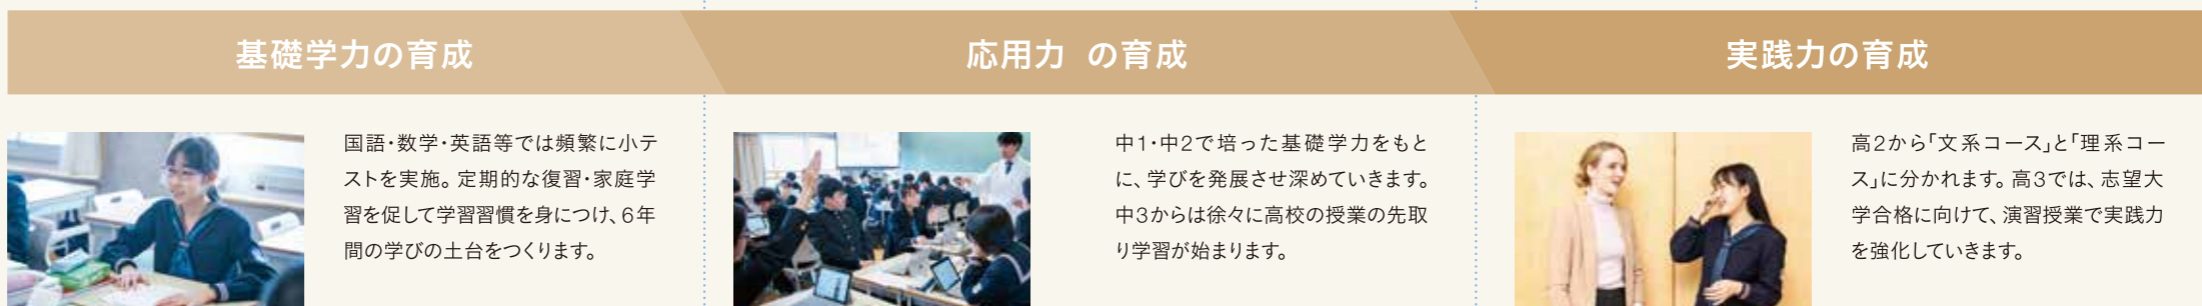 基礎学力の育成
国語・数学・英語等では頻繁に小テ
ストを実施。定期的な復習・家庭学
習を促して学習習慣を身につけ、6年
間の学びの土台をつくります。
応用力 の育成
中1・中2で培った基礎学力をもと
に、学びを発展させ深めていきます。
中3からは徐々に高校の授業の先取
り学習が始まります。
実践力の育成
高2から「文系コース」と「理系コー
ス」に分かれます。高3では、志望大
学合格に向けて、演習授業で実践力
を強化していきます。